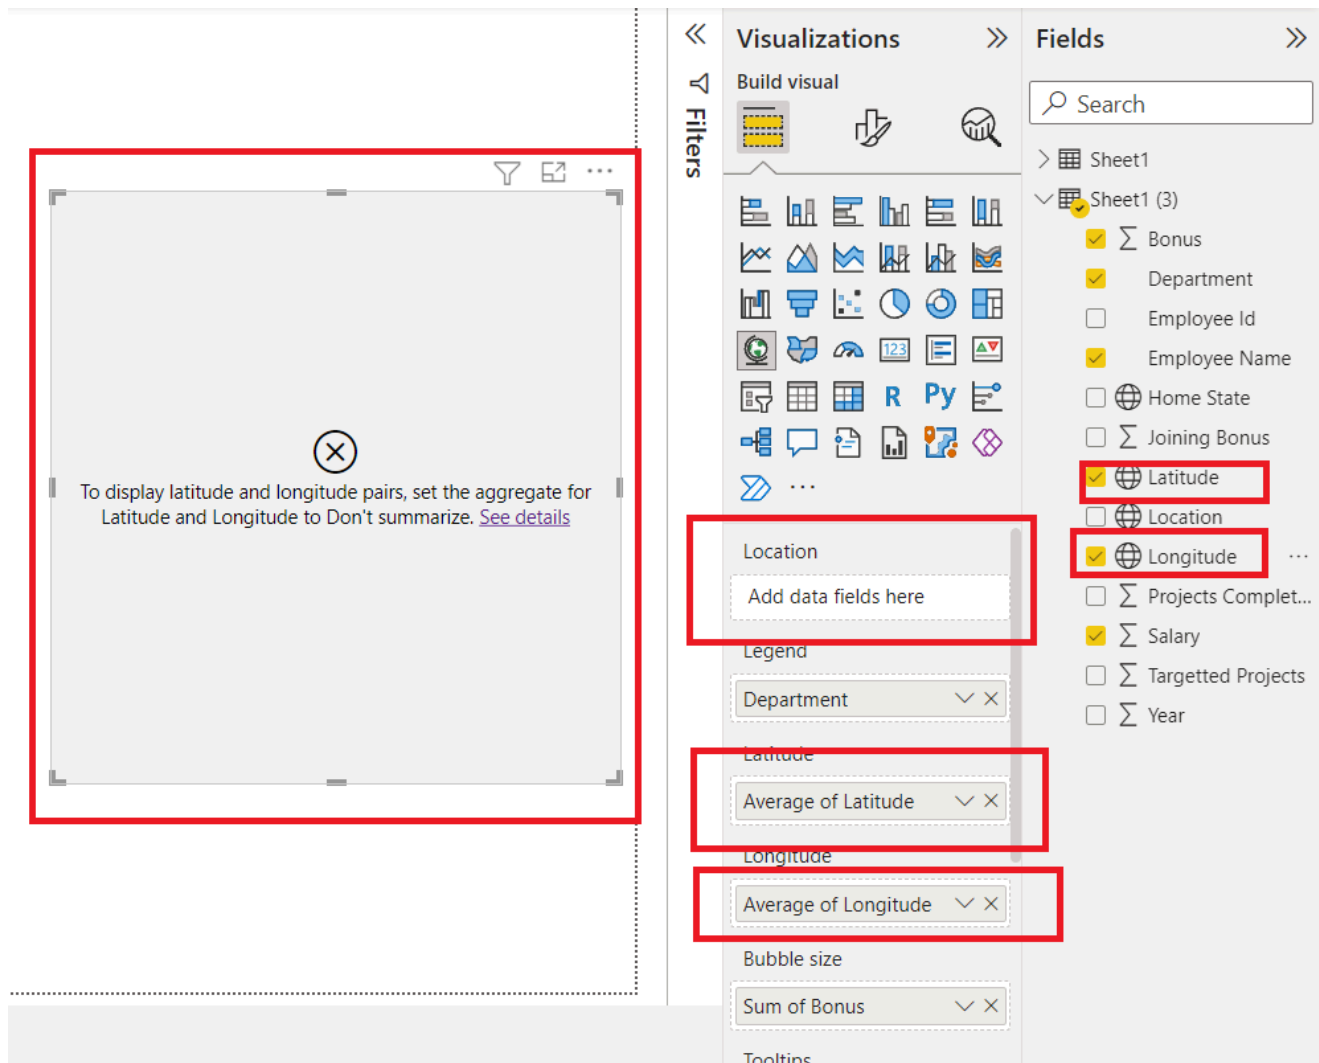 Visualizations
Fields
Build visual
Filters
Search
Sheet1
Sheet1 (3)
Bonus
Department
Employee Id
Employee Name
Home State
Joining Bonus
Latitude
Location
Longitude
Projects Complet...
Salary
Targetted Projects
Year
123
R
Py
To display latitude and longitude pairs, set the aggregate for
Latitude and Longitude to Don't summarize. See details
Location
Add data fields here
Legend
Department
Latitude
Average of Latitude
Longitude
Average of Longitude
Bubble size
Sum of Bonus
Tooltips